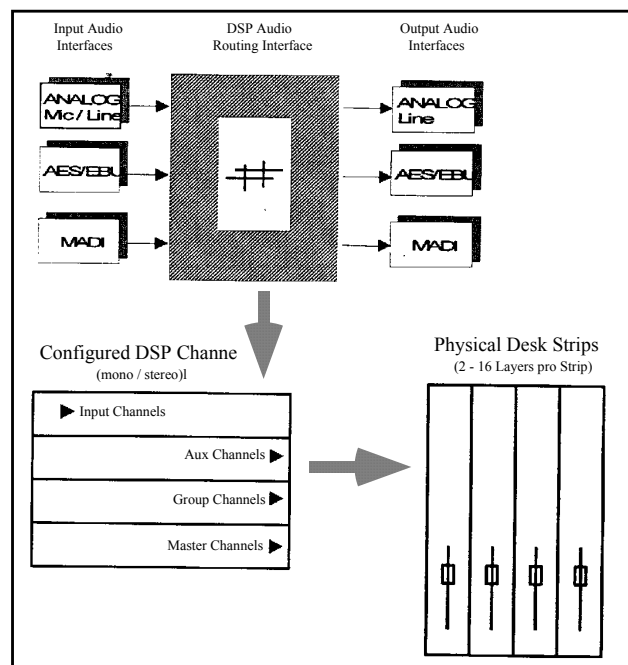 Input Audio
Interfaces
DSP Audio
Routing Interface
Output Audio
Interfaces
ANALOG
Mic / Line
ANALOG
Line
AES/EBU
AES/EBU
MADI
MADI
Configured DSP Channe
(mono / stereo)l
Input Channels
Aux Channels
Group Channels
Master Channels
Physical Desk Strips
(2 - 16 Layers pro Strip)